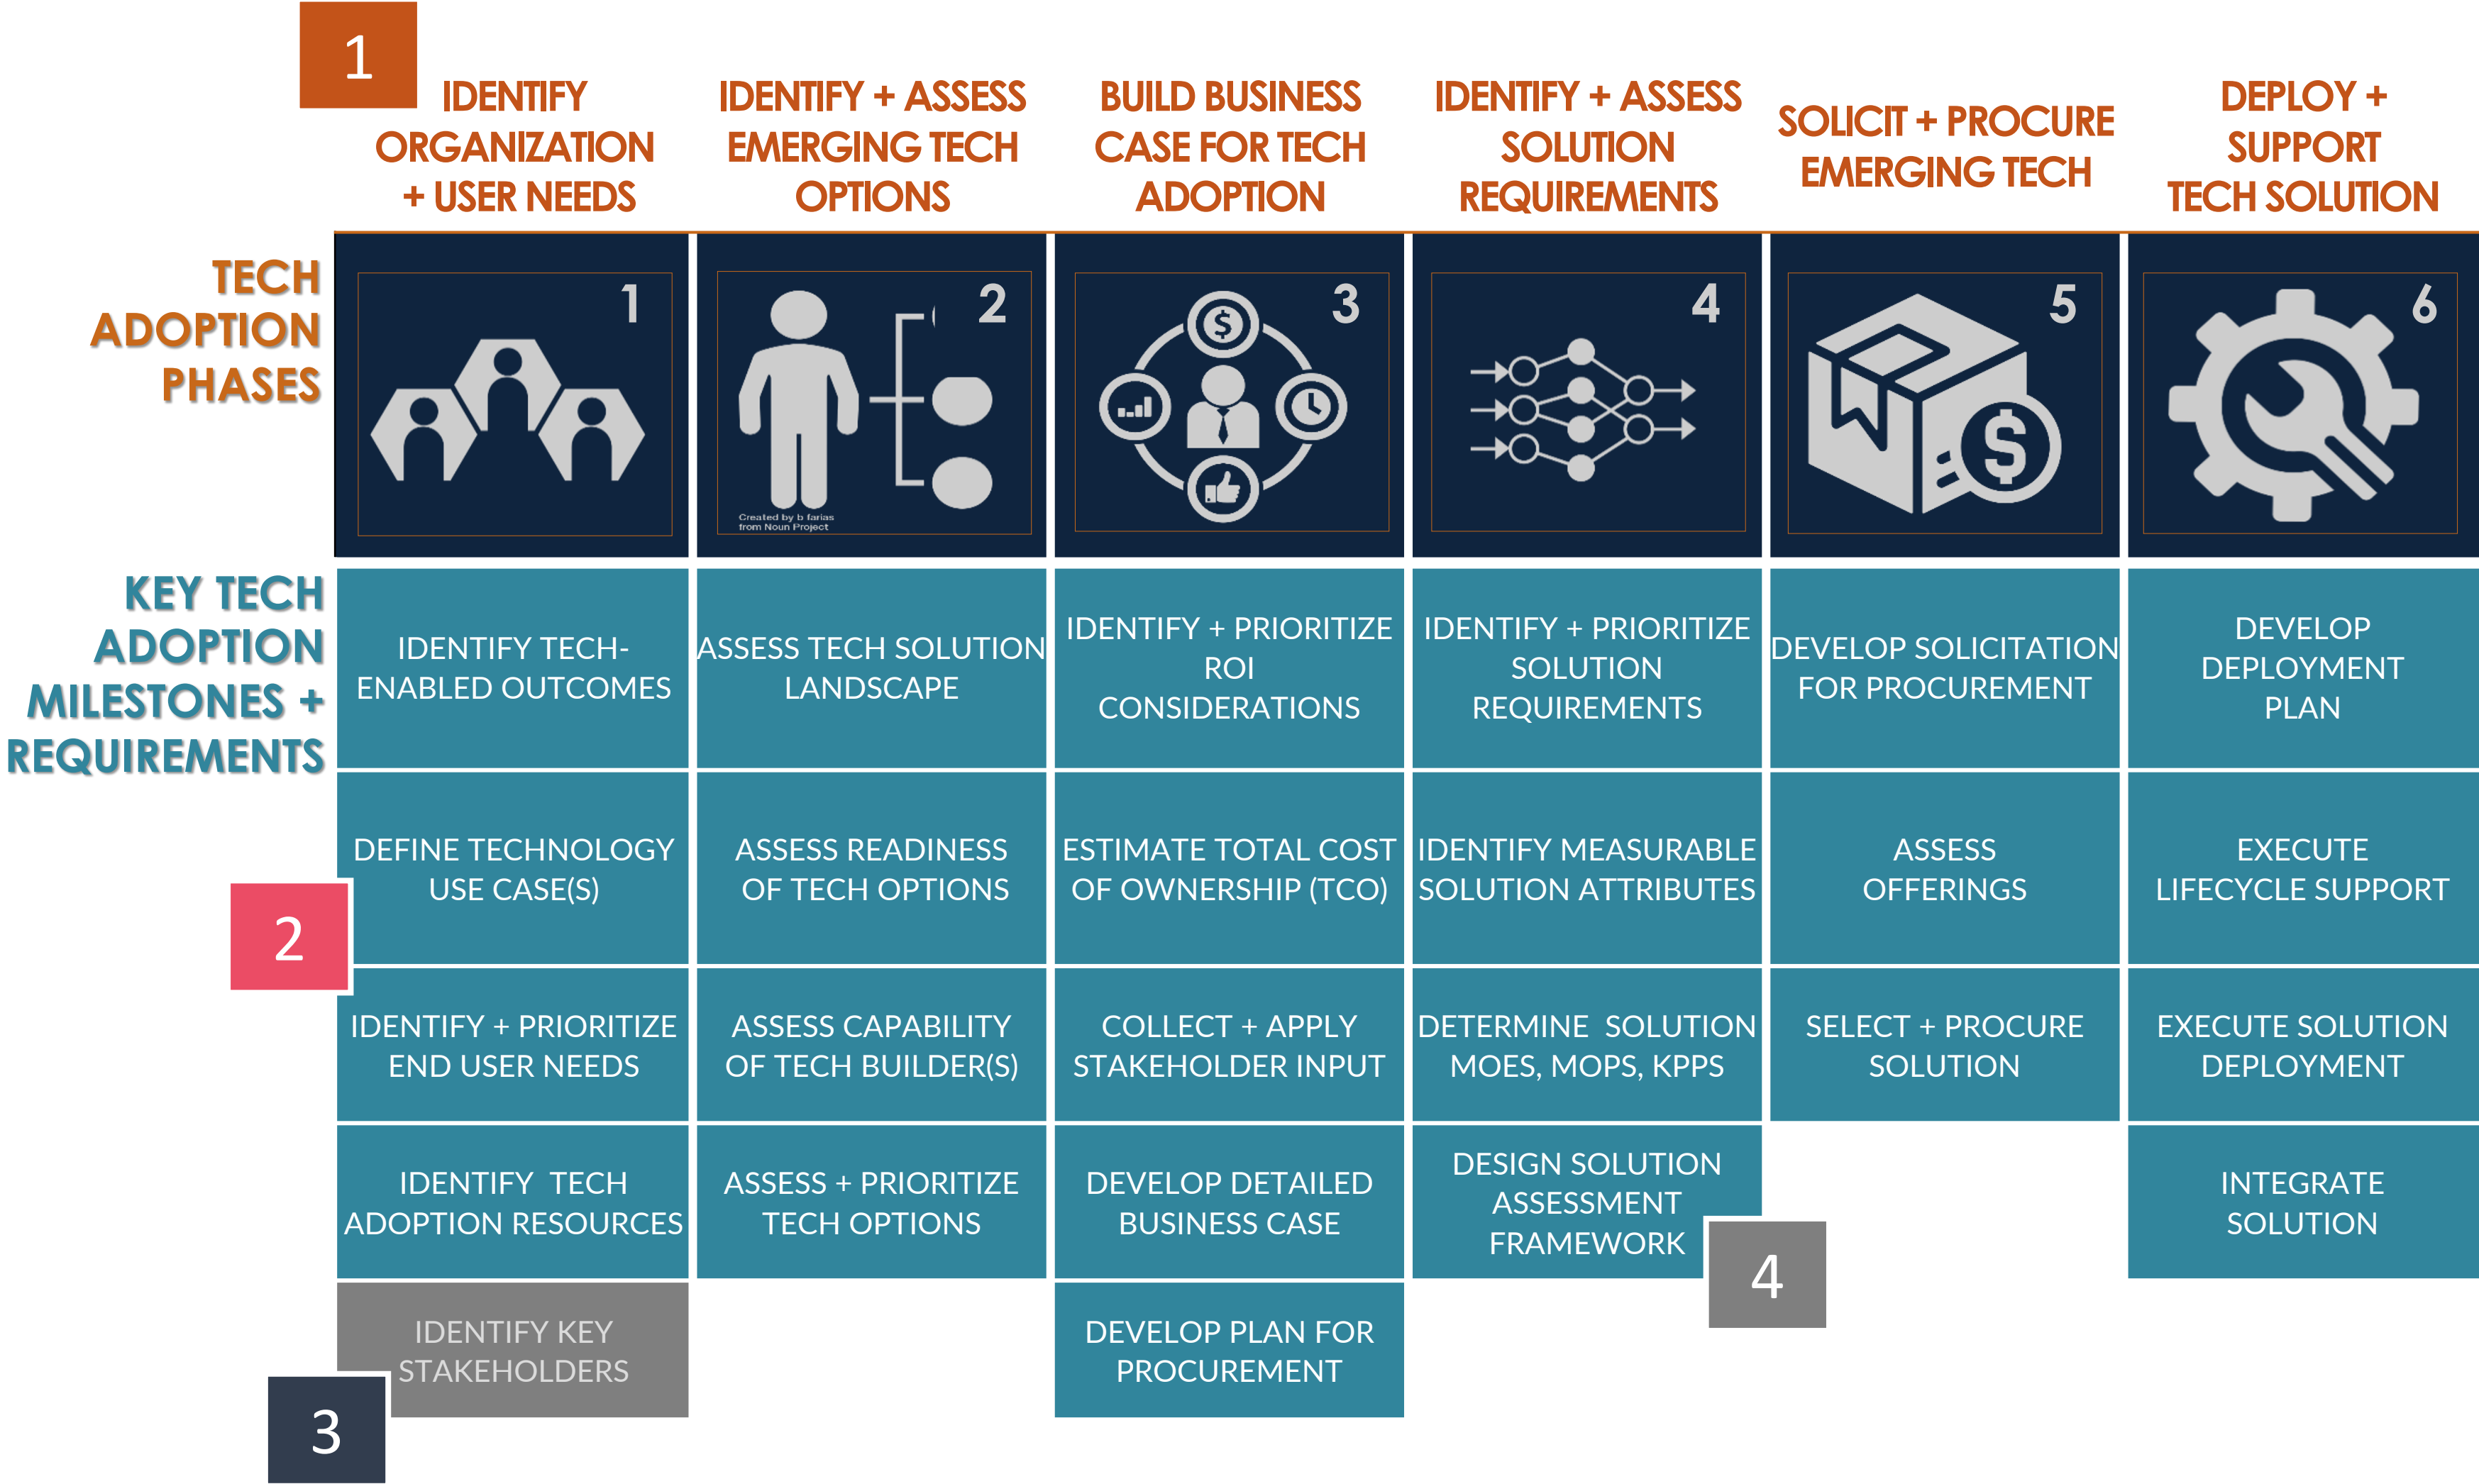 1
IDENTIFY
ORGANIZATION
+ USER NEEDS
IDENTIFY + ASSESS
EMERGING TECH
OPTIONS
BUILD BUSINESS
CASE FOR TECH
ADOPTION
IDENTIFY + ASSESS
SOLUTION
REQUIREMENTS
SOLICIT + PROCURE
EMERGING TECH
DEPLOY +
SUPPORT
TECH SOLUTION
TECH
ADOPTION
PHASES
1
2
Created by b farias
from Noun Project
3
4
5
6
KEY TECH
ADOPTION
MILESTONES +
REQUIREMENTS
IDENTIFY TECH-
ENABLED OUTCOMES
ASSESS TECH SOLUTION
LANDSCAPE
IDENTIFY + PRIORITIZE
ROI
CONSIDERATIONS
IDENTIFY + PRIORITIZE
SOLUTION
REQUIREMENTS
DEVELOP SOLICITATION
FOR PROCUREMENT
DEVELOP
DEPLOYMENT
PLAN
DEFINE TECHNOLOGY
USE CASE(S)
ASSESS READINESS
OF TECH OPTIONS
ESTIMATE TOTAL COST
OF OWNERSHIP (TCO)
IDENTIFY MEASURABLE
SOLUTION ATTRIBUTES
ASSESS
OFFERINGS
EXECUTE
LIFECYCLE SUPPORT
2
IDENTIFY + PRIORITIZE
END USER NEEDS
ASSESS CAPABILITY
OF TECH BUILDER(S)
COLLECT + APPLY
STAKEHOLDER INPUT
DETERMINE SOLUTION
MOES, MOPS, KPPS
SELECT + PROCURE
SOLUTION
EXECUTE SOLUTION
DEPLOYMENT
IDENTIFY TECH
ADOPTION RESOURCES
ASSESS + PRIORITIZE
TECH OPTIONS
DEVELOP DETAILED
BUSINESS CASE
DESIGN SOLUTION
ASSESSMENT
FRAMEWORK
INTEGRATE
SOLUTION
4
IDENTIFY KEY
STAKEHOLDERS
DEVELOP PLAN FOR
PROCUREMENT
3